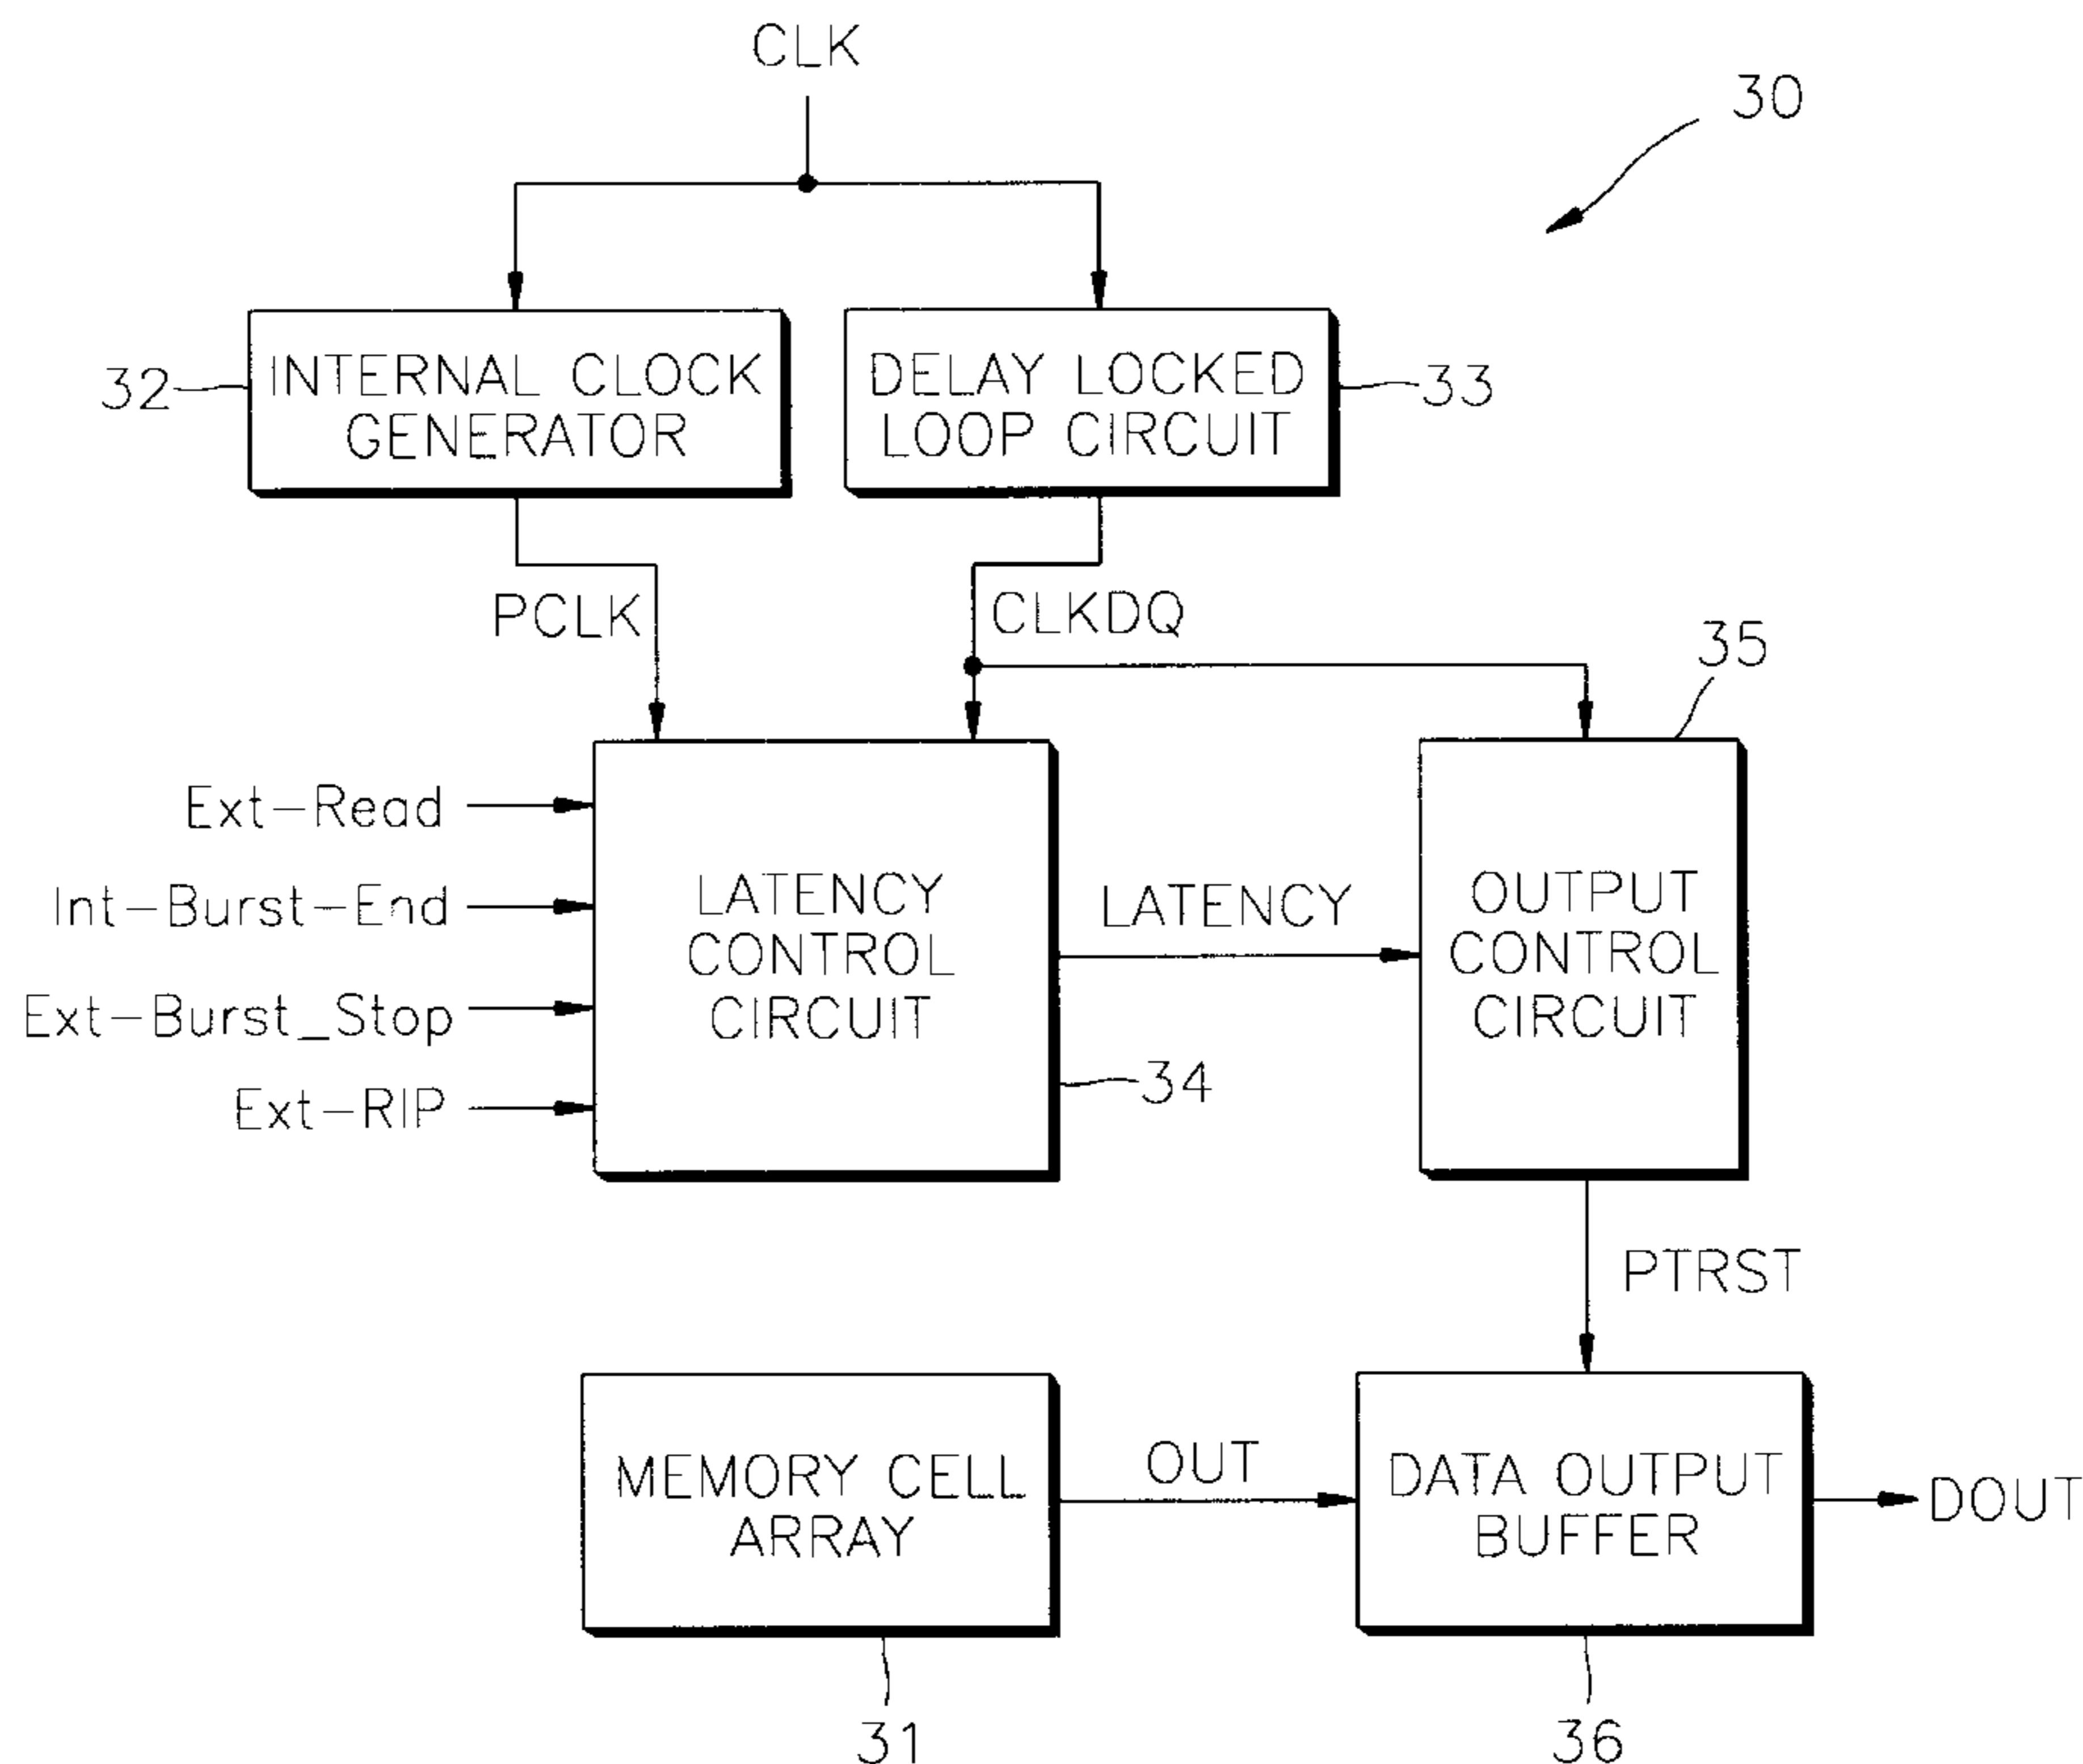 CLK
30
32
INTERNAL CLOCK
GENERATOR
DELAY LOCKED
LOOP CIRCUIT
33
PCLK
CLKDQ
35
Ext-Read
Int-Burst-End
Ext-Burst_Stop
Ext-RIP
LATENCY
CONTROL
CIRCUIT
34
LATENCY
OUTPUT
CONTROL
CIRCUIT
PTRST
MEMORY CELL
ARRAY
31
OUT
DATA OUTPUT
BUFFER
36
DOUT